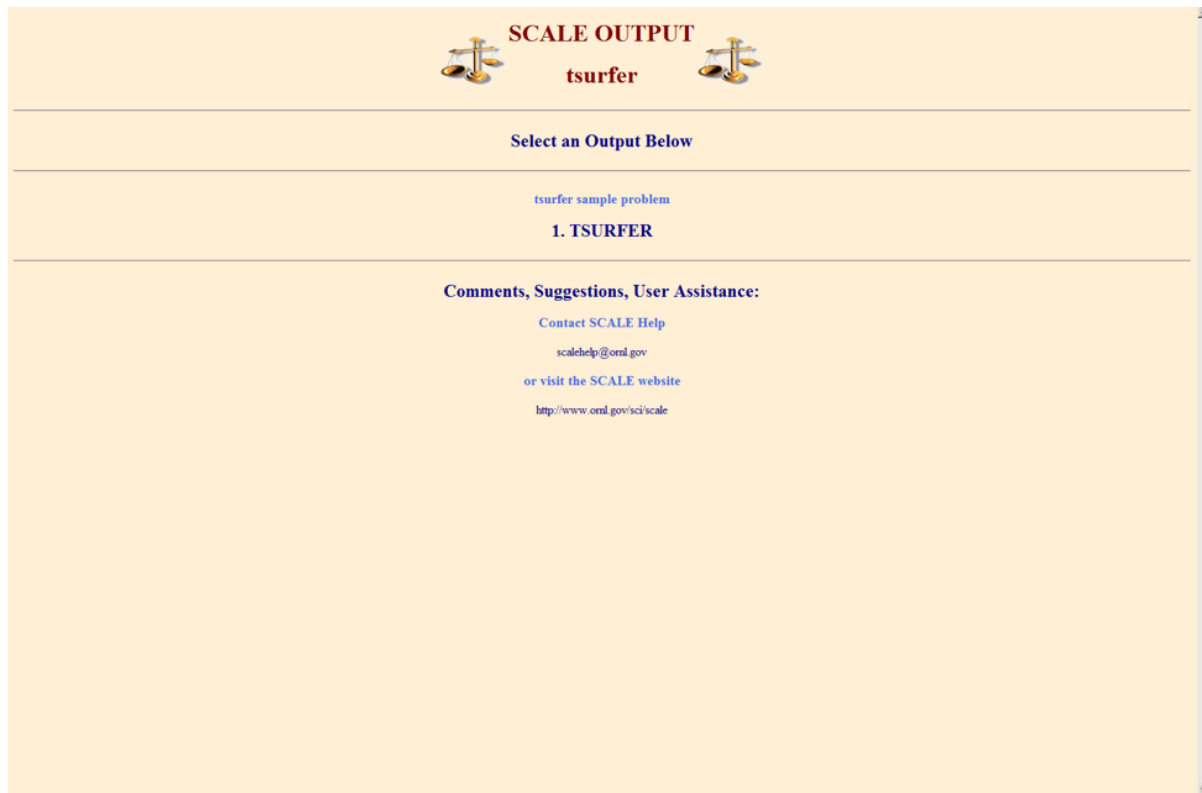 SCALE OUTPUT
tsurfer
Select an Output Below
tsurfer sample problem
1. TSURFER
Comments, Suggestions, User Assistance:
Contact SCALE Help
scalehelp@ornl.gov
or visit the SCALE website
http://www.ornl.gov/sci/scale